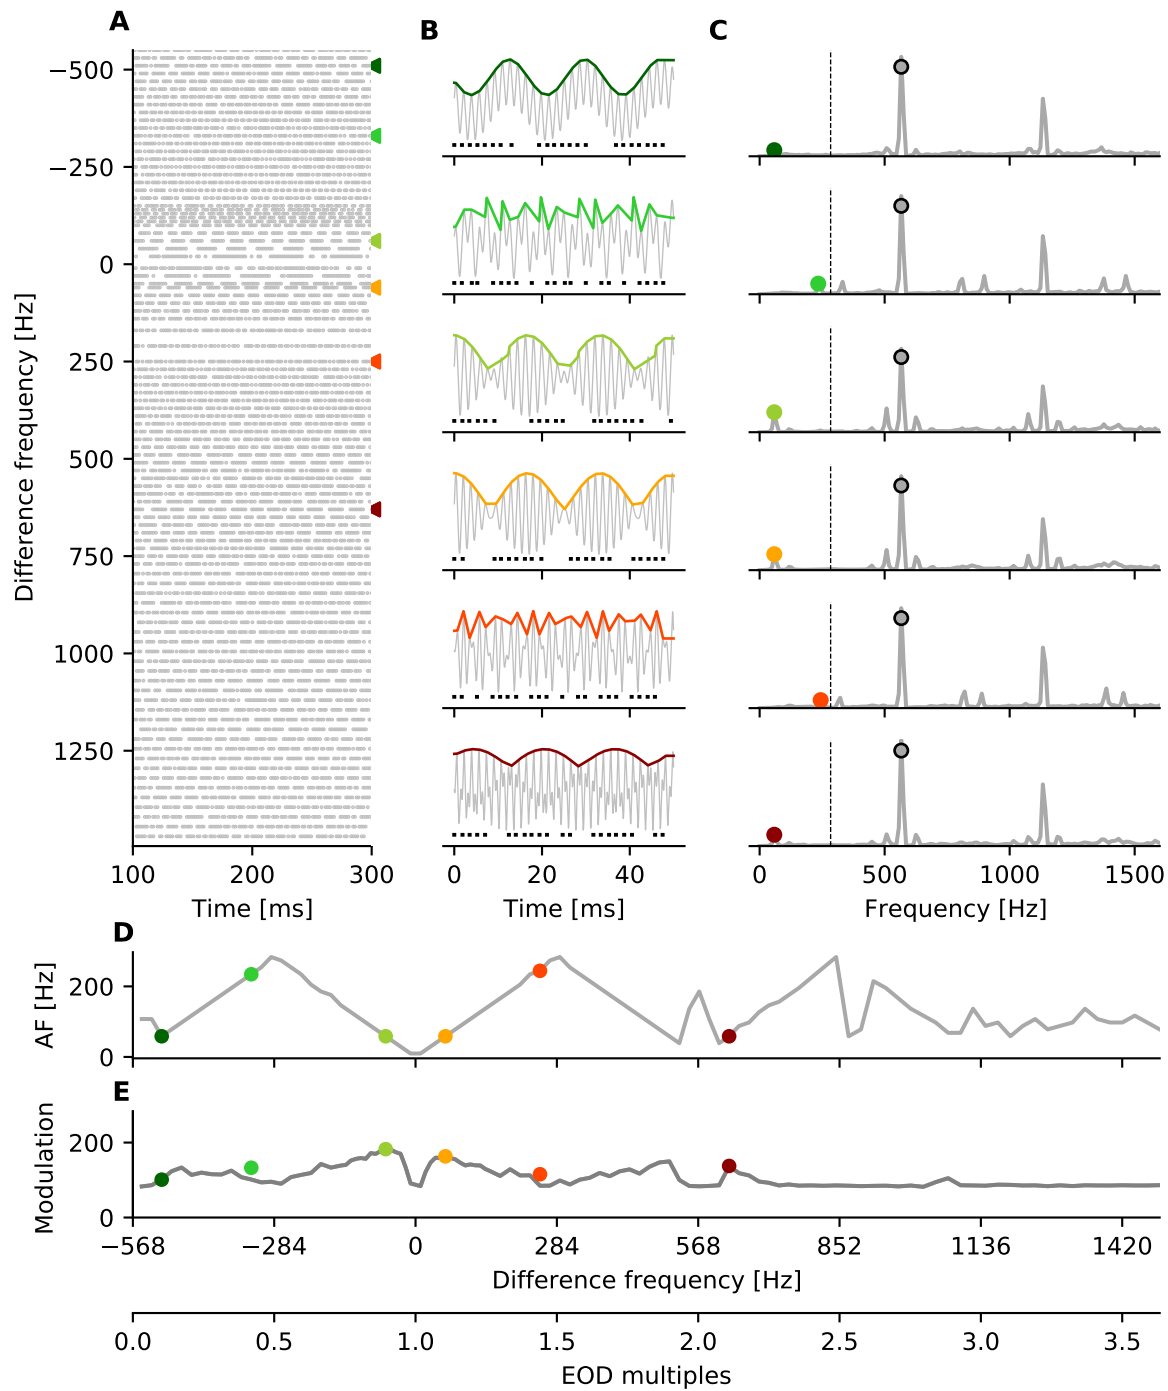 A
B
C
−500
−250
0
250
500
750
1000
1250
Difference frequency [Hz]
100
200
300
Time [ms]
0
20
40
Time [ms]
0
500
1000
1500
Frequency [Hz]
D
AF [Hz]
200
0
E
Modulation
200
0
−568
−284
0
284
568
852
1136
1420
Difference frequency [Hz]
0.0
0.5
1.0
1.5
2.0
2.5
3.0
3.5
EOD multiples